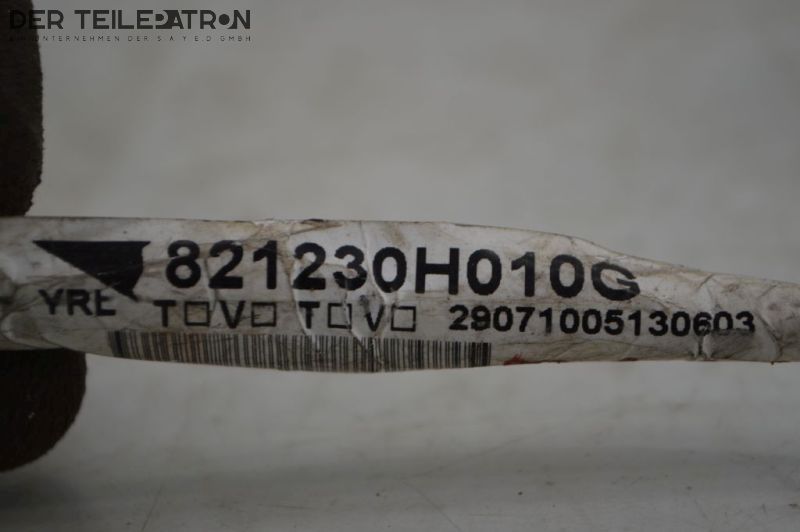 DER TEILEPATRON
EIN UNTERNEHMEN DER S A Y E.D GMBH
821230H010G
YRE T□V□ T□V□ 29071005130603